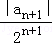 | a_{n+1} |
2^{n+1}